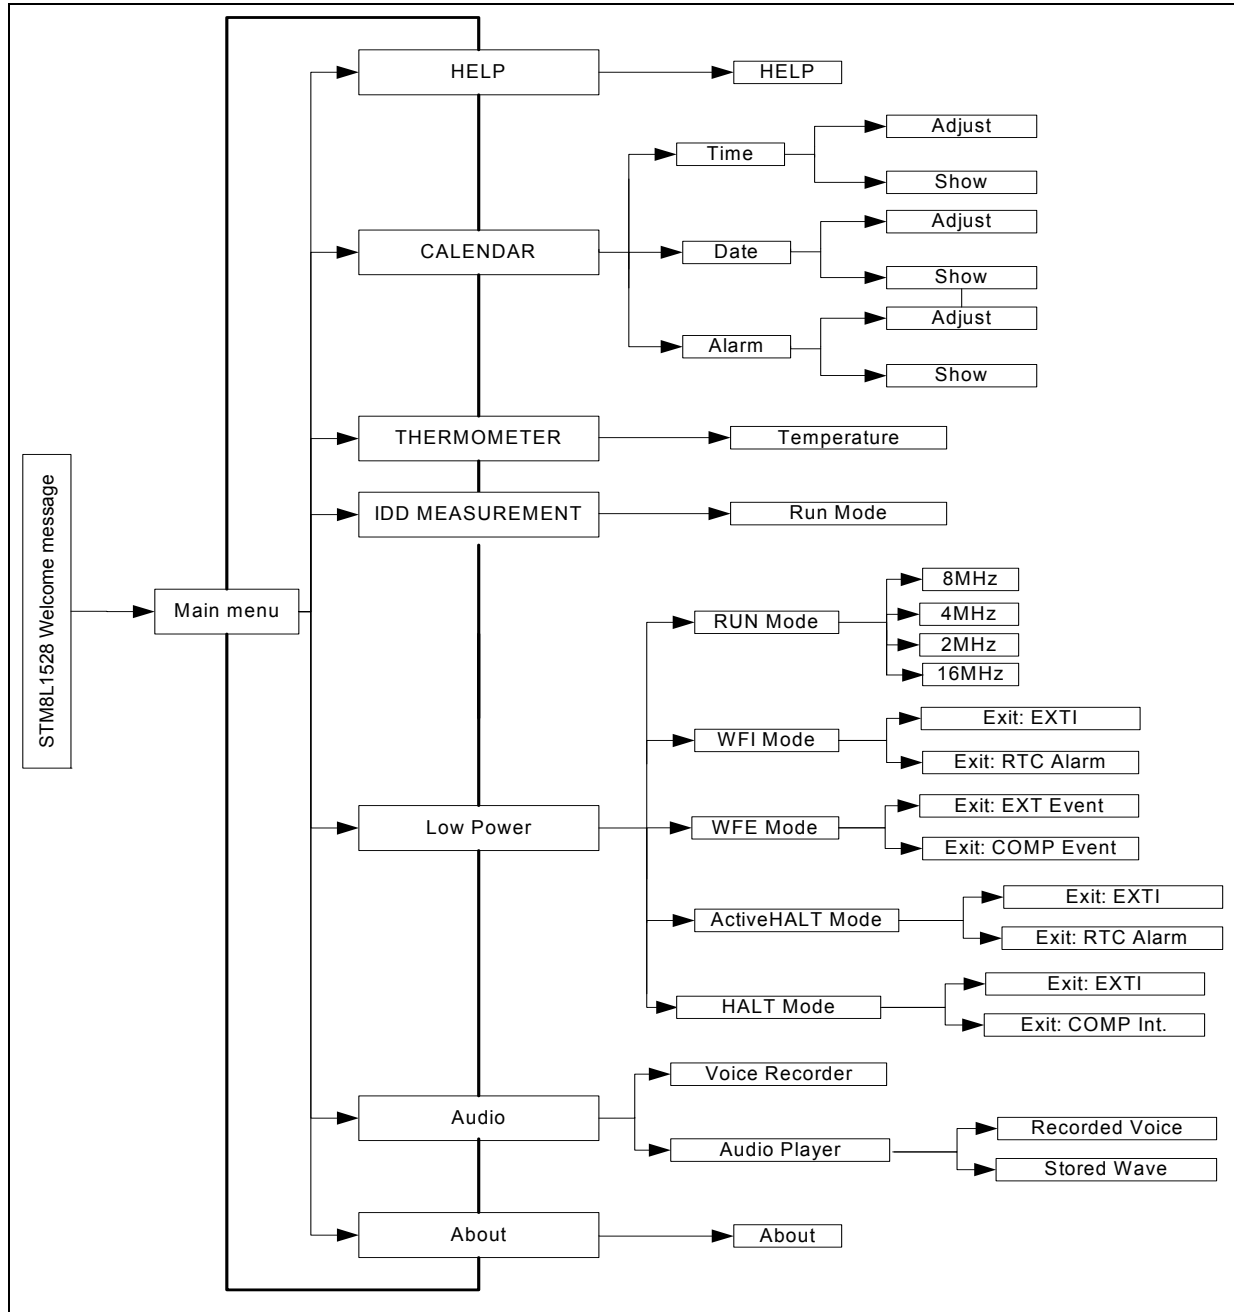 STM8L1528 Welcome message
Main menu
HELP
HELP
CALENDAR
Time
Adjust
Show
Date
Adjust
Show
Alarm
Adjust
Show
THERMOMETER
Temperature
IDD MEASUREMENT
Run Mode
Low Power
RUN Mode
8MHz
4MHz
2MHz
16MHz
WFI Mode
Exit: EXTI
Exit: RTC Alarm
WFE Mode
Exit: EXT Event
Exit: COMP Event
ActiveHALT Mode
Exit: EXTI
Exit: RTC Alarm
HALT Mode
Exit: EXTI
Exit: COMP Int.
Audio
Voice Recorder
Audio Player
Recorded Voice
Stored Wave
About
About